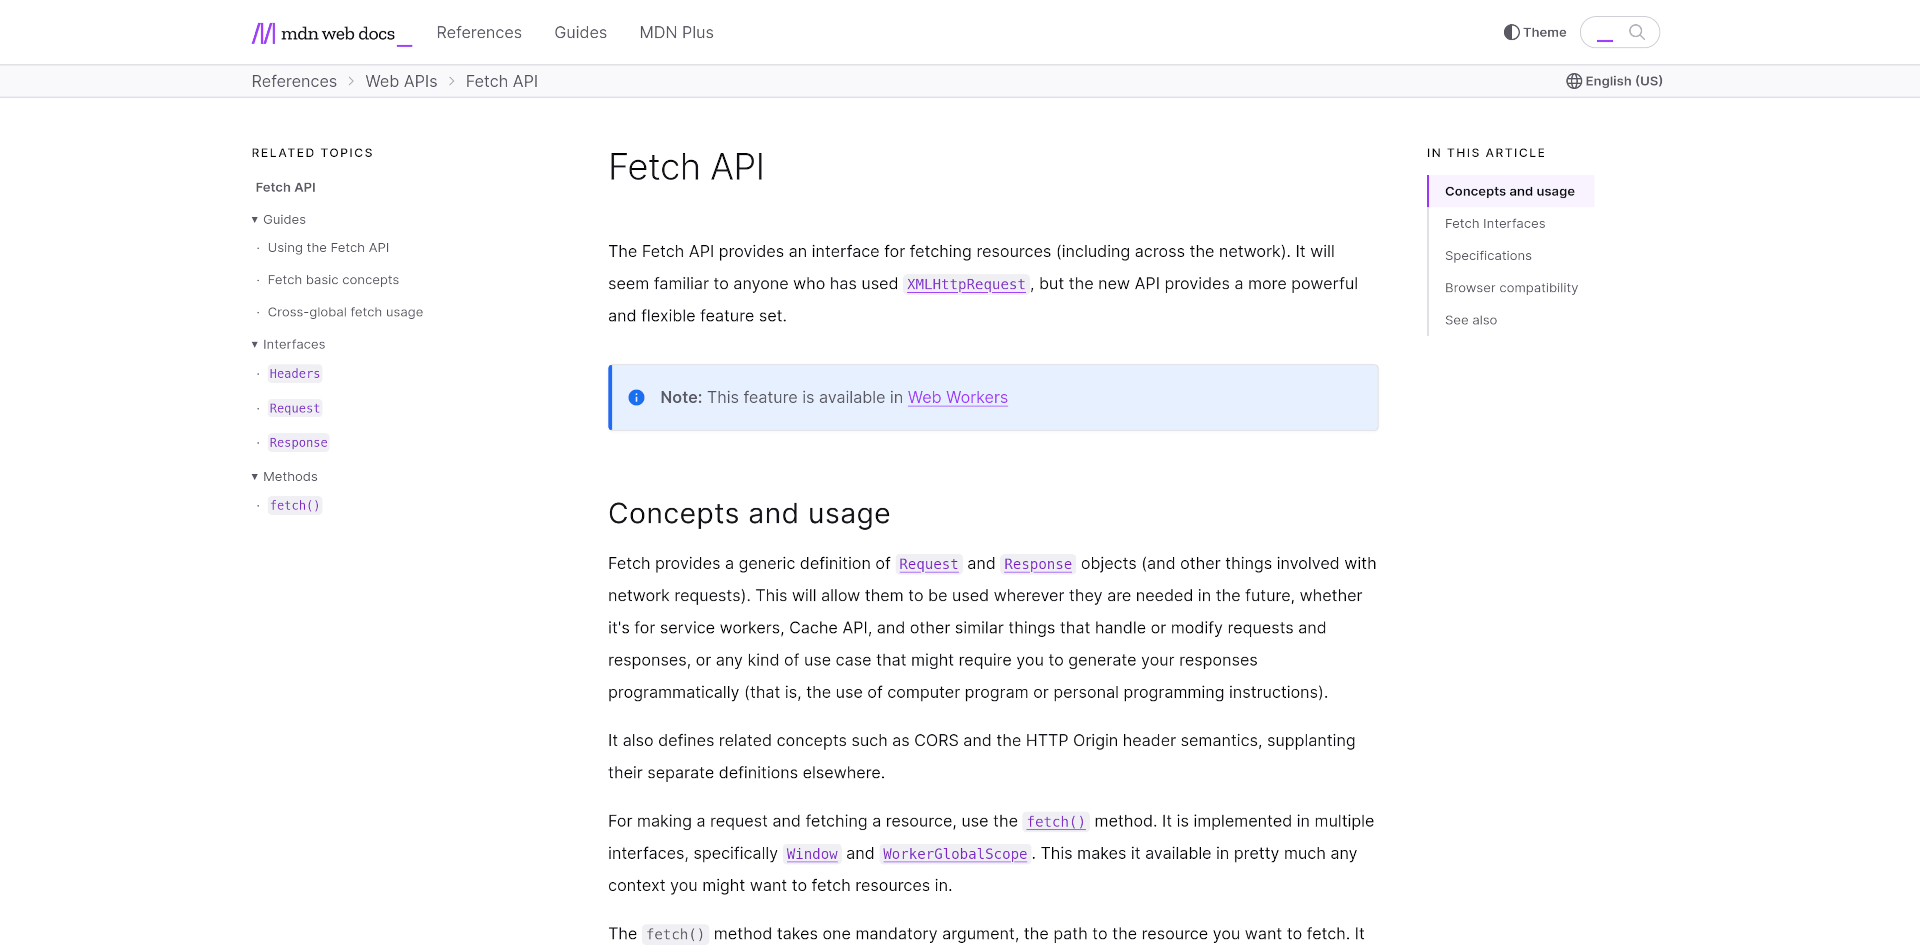 mdn web docs_
References
Guides
MDN Plus
Theme
References
Web APIs
Fetch API
English (US)
RELATED TOPICS
Fetch API
▾ Guides
· Using the Fetch API
· Fetch basic concepts
· Cross-global fetch usage
▾ Interfaces
· Headers
· Request
· Response
▾ Methods
· fetch()
Fetch API
The Fetch API provides an interface for fetching resources (including across the network). It will
seem familiar to anyone who has used XMLHttpRequest, but the new API provides a more powerful
and flexible feature set.
Note: This feature is available in Web Workers
Concepts and usage
Fetch provides a generic definition of Request and Response objects (and other things involved with
network requests). This will allow them to be used wherever they are needed in the future, whether
it's for service workers, Cache API, and other similar things that handle or modify requests and
responses, or any kind of use case that might require you to generate your responses
programmatically (that is, the use of computer program or personal programming instructions).
It also defines related concepts such as CORS and the HTTP Origin header semantics, supplanting
their separate definitions elsewhere.
For making a request and fetching a resource, use the fetch() method. It is implemented in multiple
interfaces, specifically Window and WorkerGlobalScope. This makes it available in pretty much any
context you might want to fetch resources in.
The fetch() method takes one mandatory argument, the path to the resource you want to fetch. It
IN THIS ARTICLE
Concepts and usage
Fetch Interfaces
Specifications
Browser compatibility
See also